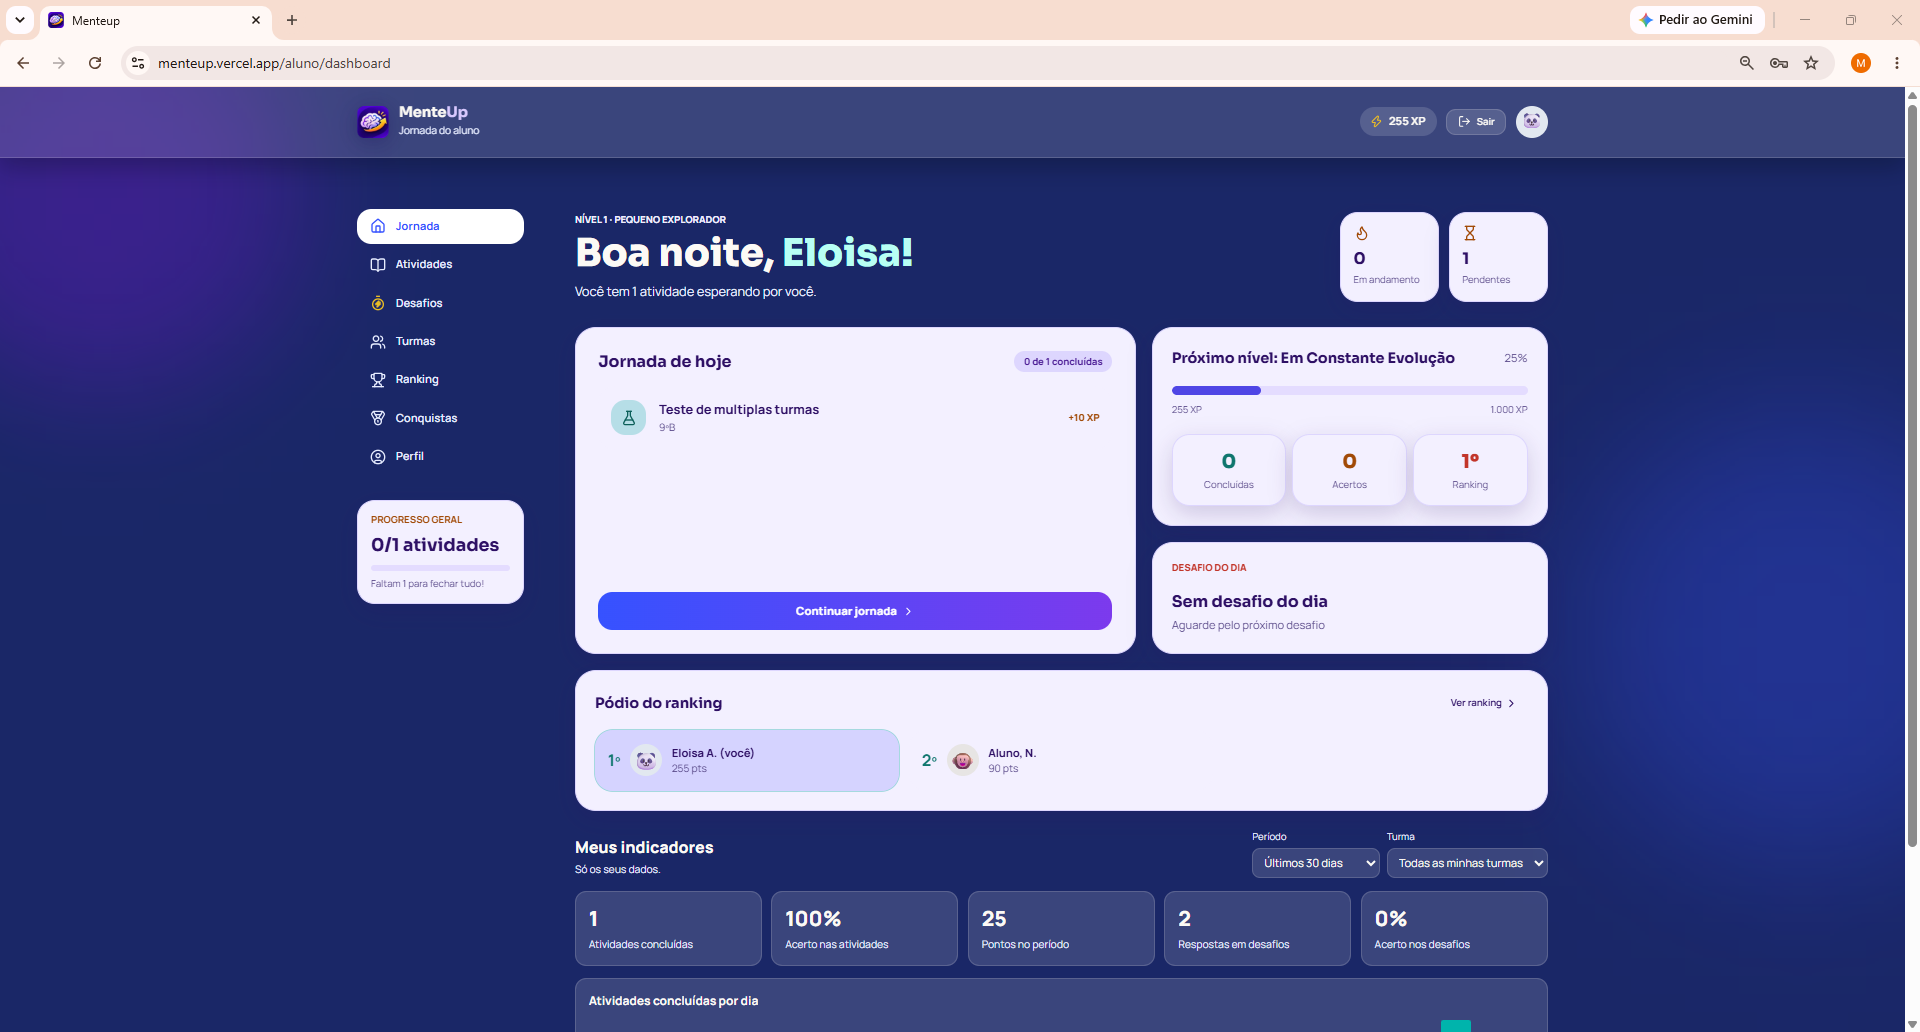 Menteup
Pedir ao Gemini
menteup.vercel.app/aluno/dashboard
M
MenteUp
Jornada do aluno
255 XP
Sair
Jornada
Atividades
Desafios
Turmas
Ranking
Conquistas
Perfil
PROGRESSO GERAL
0/1 atividades
Faltam 1 para fechar tudo!
NÍVEL 1 · PEQUENO EXPLORADOR
Boa noite, Eloisa!
Você tem 1 atividade esperando por você.
0
Em andamento
1
Pendentes
Jornada de hoje
0 de 1 concluídas
Teste de multiplas turmas
9ºB
+10 XP
Continuar jornada
Próximo nível: Em Constante Evolução
25%
255 XP
1.000 XP
0
Concluídas
0
Acertos
1º
Ranking
DESAFIO DO DIA
Sem desafio do dia
Aguarde pelo próximo desafio
Pódio do ranking
Ver ranking
1º
Eloisa A. (você)
255 pts
2º
Aluno, N.
90 pts
Meus indicadores
Só os seus dados.
Período
Últimos 30 dias
Turma
Todas as minhas turmas
1
Atividades concluídas
100%
Acerto nas atividades
25
Pontos no período
2
Respostas em desafios
0%
Acerto nos desafios
Atividades concluídas por dia